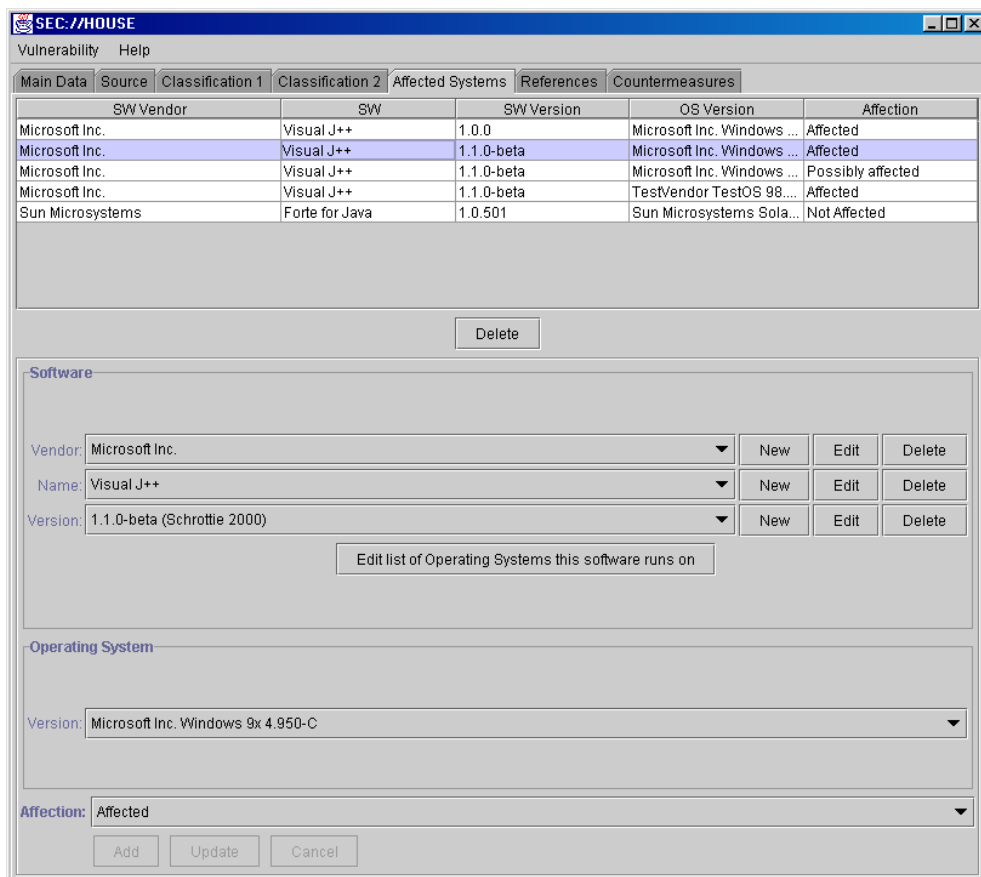 SEC://HOUSE
Vulnerability Help
Main Data Source Classification 1 Classification 2 Affected Systems References Countermeasures
SW Vendor SW SW Version OS Version Affection
Microsoft Inc. Visual J++ 1.0.0 Microsoft Inc. Windows ... Affected
Microsoft Inc. Visual J++ 1.1.0-beta Microsoft Inc. Windows ... Affected
Microsoft Inc. Visual J++ 1.1.0-beta Microsoft Inc. Windows ... Possibly affected
Microsoft Inc. Visual J++ 1.1.0-beta TestVendor TestOS 98.... Affected
Sun Microsystems Forte for Java 1.0.501 Sun Microsystems Sola... Not Affected
Delete
Software
Vendor: Microsoft Inc. New Edit Delete
Name: Visual J++ New Edit Delete
Version: 1.1.0-beta (Schrottie 2000) New Edit Delete
Edit list of Operating Systems this software runs on
Operating System
Version: Microsoft Inc. Windows 9x 4.950-C
Affection: Affected
Add Update Cancel